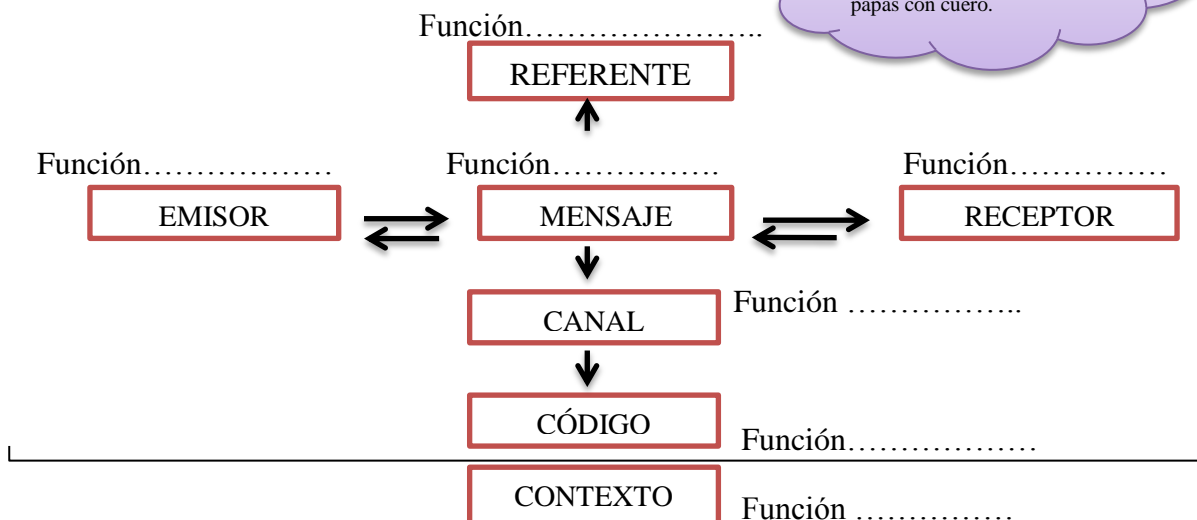 papas con cuero.
Función…………………..
REFERENTE
Función………………
Función…………….
Función……………
EMISOR
MENSAJE
RECEPTOR
CANAL
Función ……………..
CÓDIGO
Función………………
CONTEXTO
Función ……………